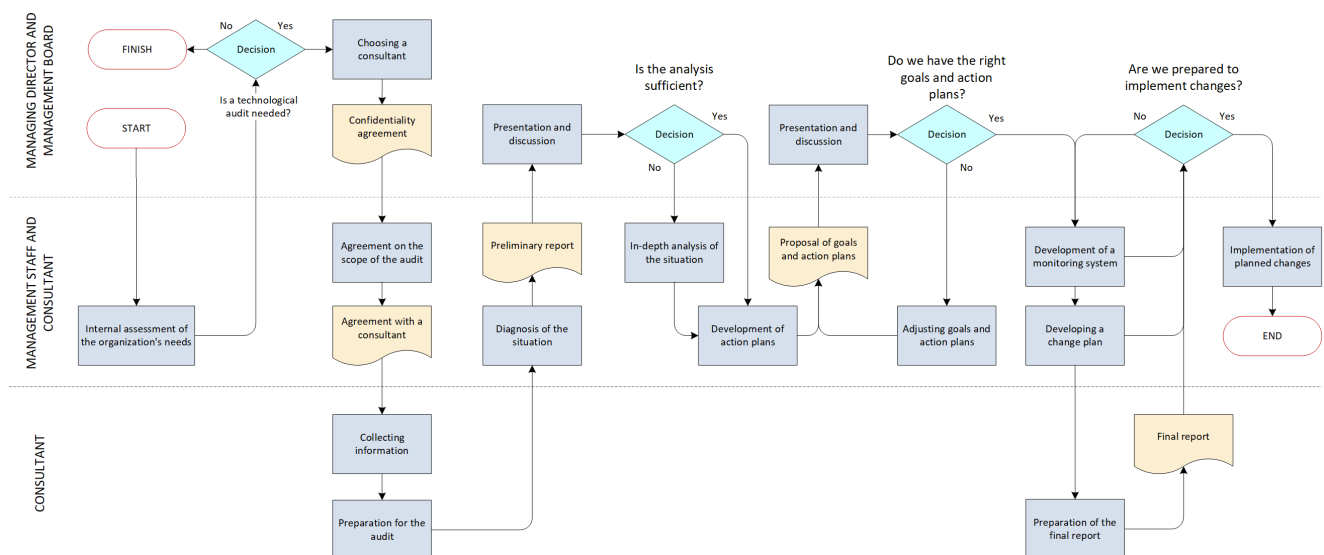 MANAGING DIRECTOR AND
MANAGEMENT BOARD
FINISH
No
Yes
Decision
Is a technological
audit needed?
START
Choosing a
consultant
Confidentiality
agreement
Presentation and
discussion
Is the analysis
sufficient?
Decision
Yes
No
Presentation and
discussion
Do we have the right
goals and action
plans?
Decision
Yes
No
Are we prepared to
implement changes?
No
Yes
Decision
MANAGEMENT STAFF AND
CONSULTANT
Internal assessment of
the organization's needs
Agreement on the
scope of the audit
Agreement with a
consultant
Preliminary report
Diagnosis of the
situation
In-depth analysis of
the situation
Development of
action plans
Proposal of goals
and action plans
Adjusting goals and
action plans
Development of a
monitoring system
Developing a
change plan
Implementation of
planned changes
END
CONSULTANT
Collecting
information
Preparation for the
audit
Final report
Preparation of the
final report